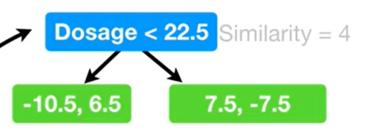 Dosage < 22.5 Similarity = 4
-10.5, 6.5 7.5, -7.5